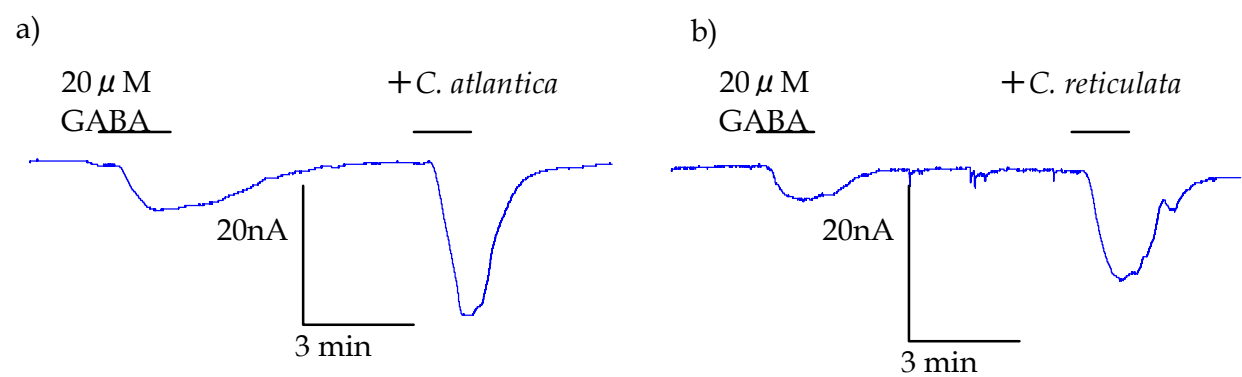 a)
20 μ M
GABA
+C. atlantica
20nA
3 min
b)
20 μ M
GABA
+C. reticulata
20nA
3 min